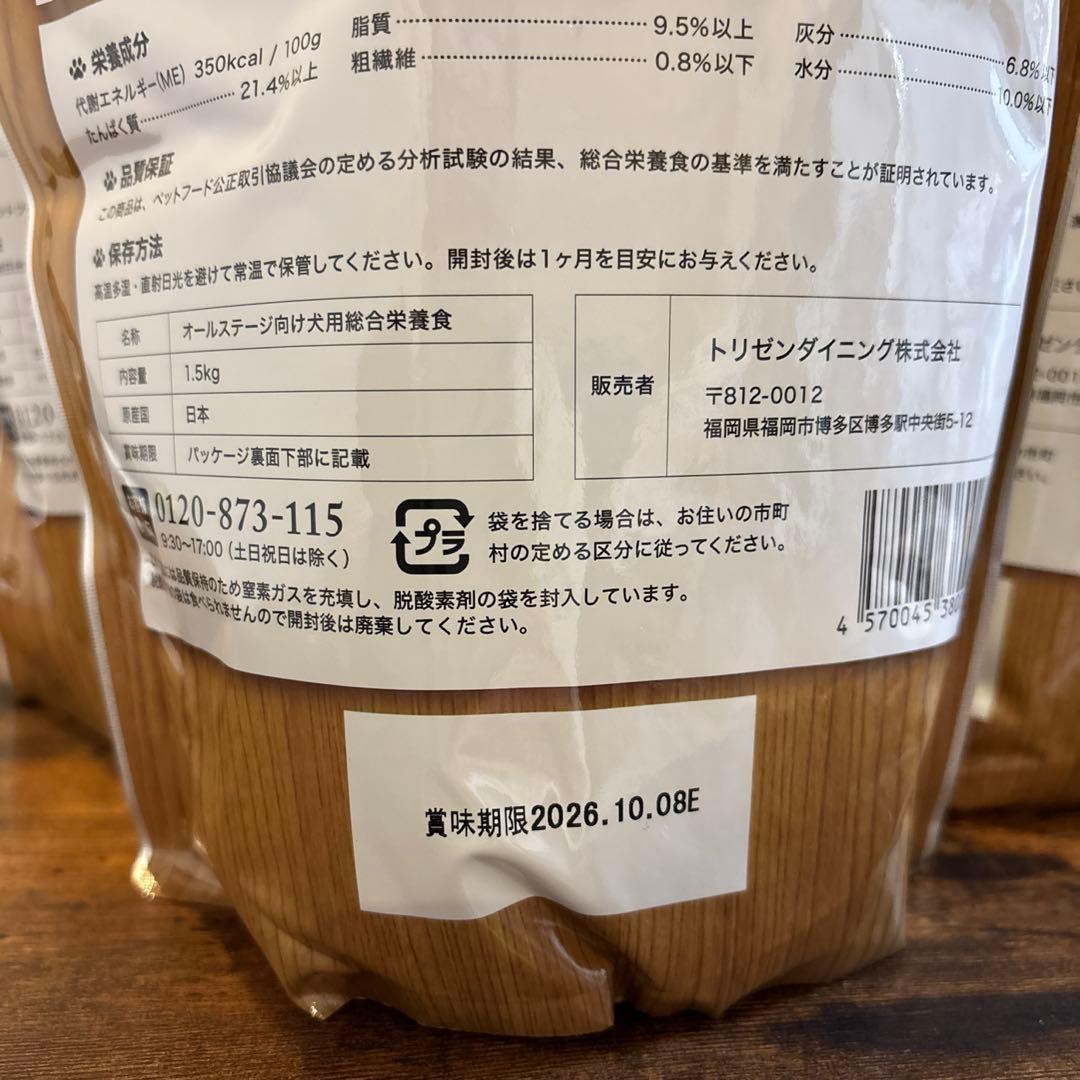 栄養成分
代謝エネルギー(ME) 350kcal / 100g
たんぱく質 21.4%以上
脂質 9.5%以上
粗繊維 0.8%以下
灰分 6.8%以下
水分 10.0%以下
品質保証
この商品は、ペットフード公正取引協議会の定める分析試験の結果、総合栄養食の基準を満たすことが証明されています。
保存方法
高温多湿・直射日光を避けて常温で保管してください。開封後は1ヶ月を目安にお与えください。
名称 オールステージ向け犬用総合栄養食
内容量 1.5kg
原産国 日本
賞味期限 パッケージ裏面下部に記載
販売者
トリゼンダイニング株式会社
〒812-0012
福岡県福岡市博多区博多駅中央街5-12
0120-873-115
9:30〜17:00 (土日祝日は除く)
プラ
袋を捨てる場合は、お住いの市町
村の定める区分に従ってください。
には品質保持のため窒素ガスを充填し、脱酸素剤の袋を封入しています。
の袋は食べられませんので開封後は廃棄してください。
4 570045 380
賞味期限2026.10.08E
0120